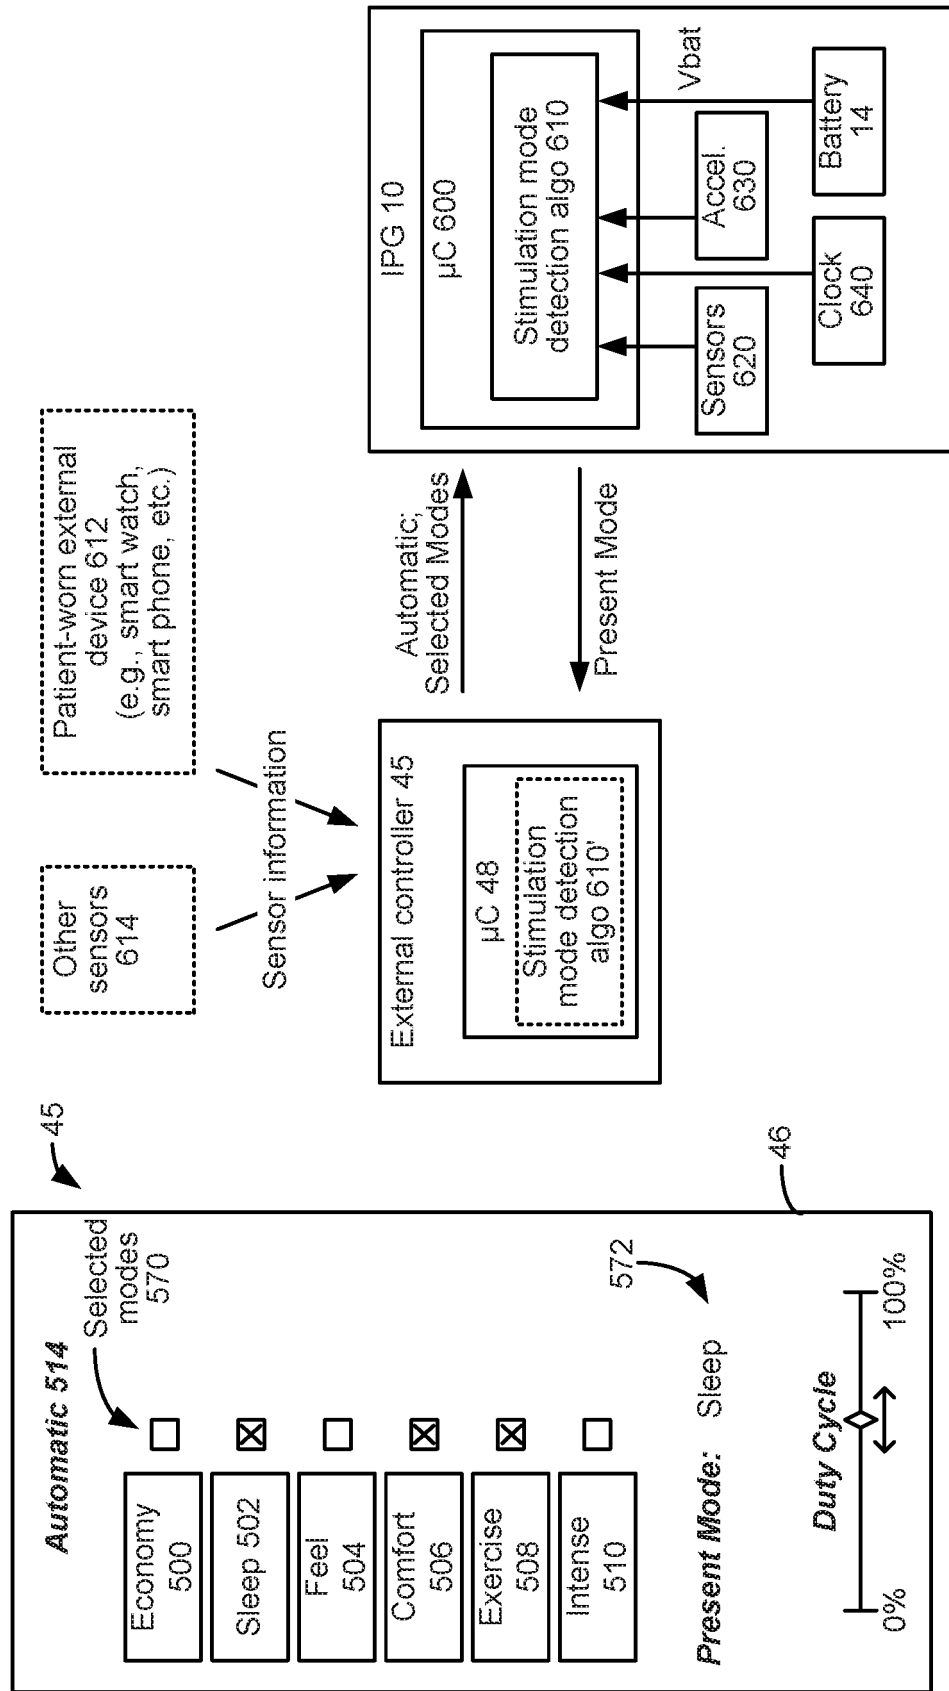 Automatic 514
Economy
500
Sleep 502
Feel
504
Comfort
506
Exercise
508
Intense
510
Selected
modes
570
45
Present Mode:
Sleep
572
Duty Cycle
0%
100%
46
Other
sensors
614
Patient-worn external
device 612
(e.g., smart watch,
smart phone, etc.)
Sensor information
External controller 45
μC 48
Stimulation
mode detection
algo 610'
Automatic;
Selected Modes
Present Mode
IPG 10
μC 600
Stimulation mode
detection algo 610
Vbat
Sensors
620
Accel.
630
Clock
640
Battery
14